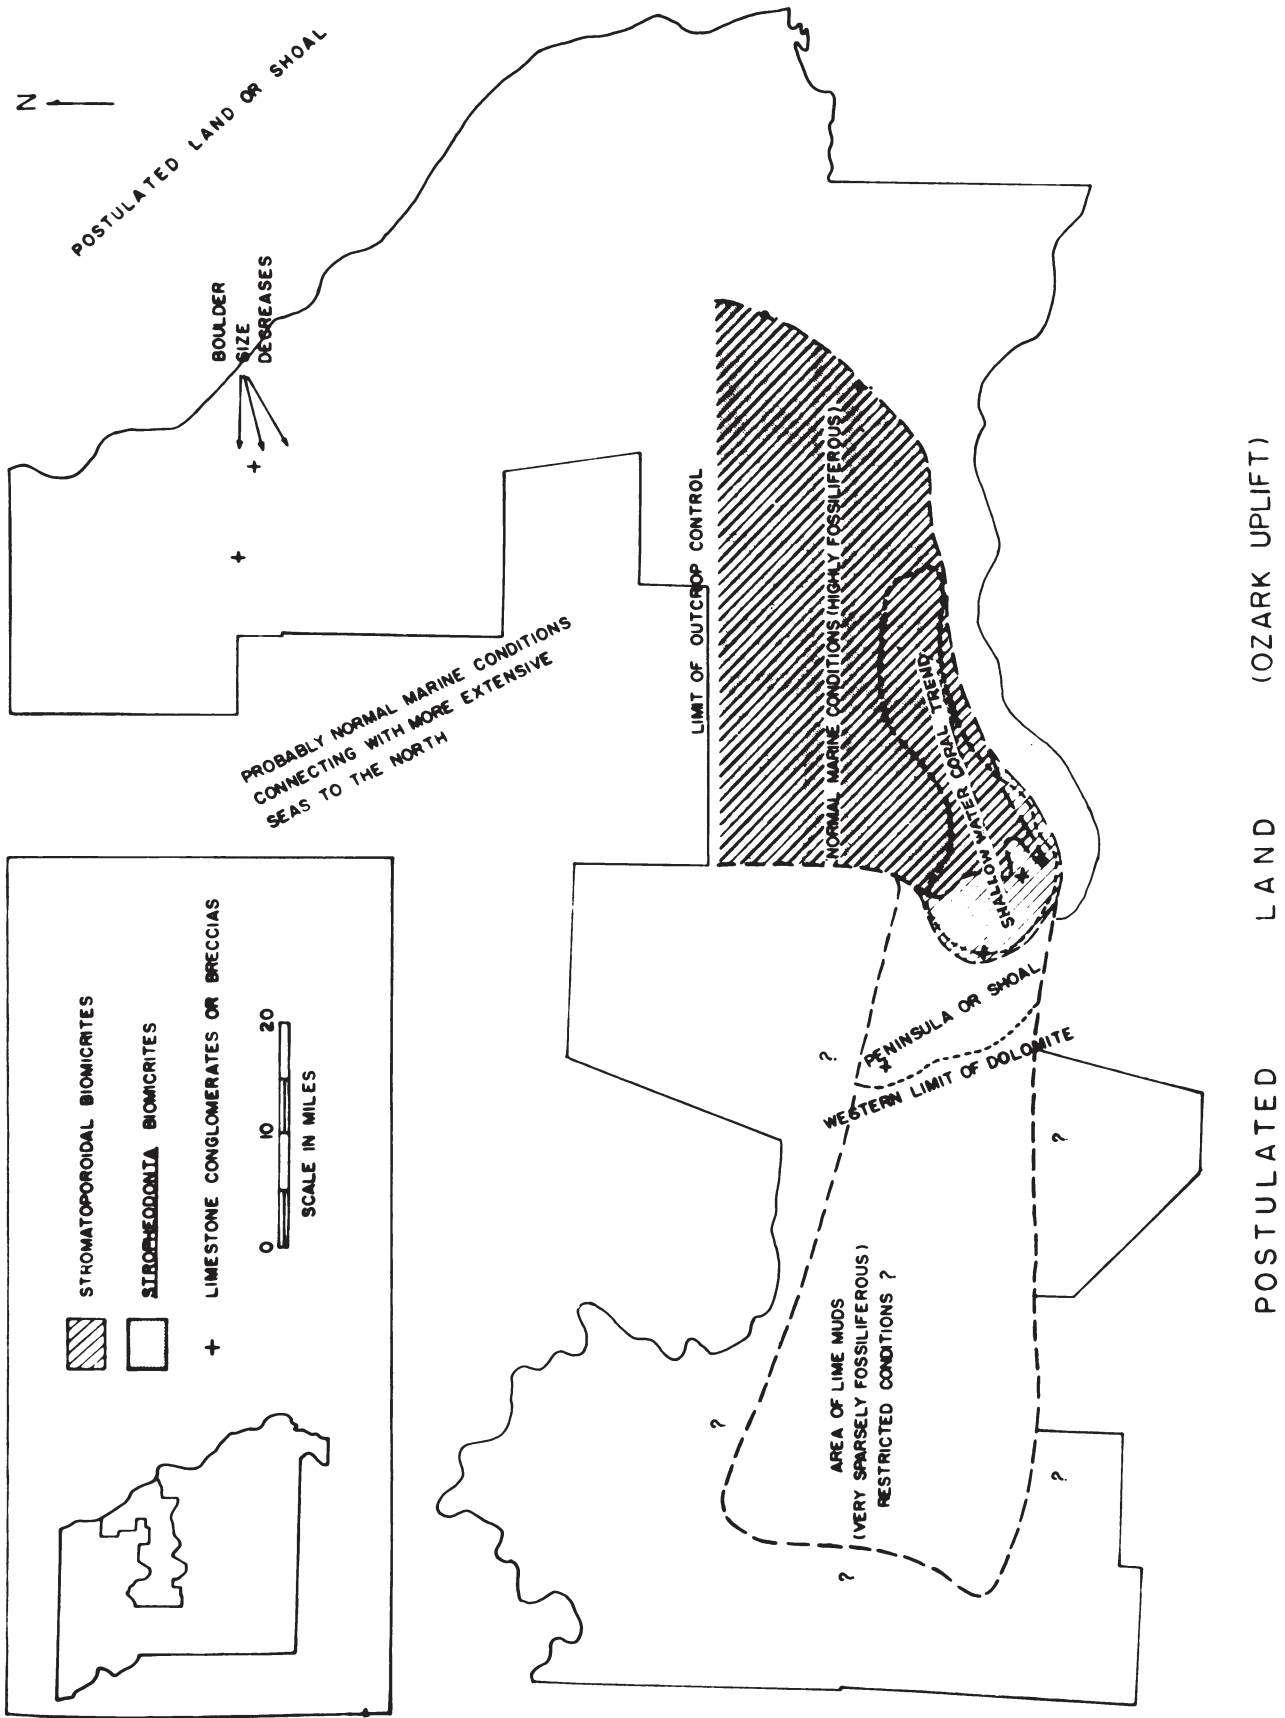 N
POSTULATED LAND OR SHOAL
BOULDER
SIZE
DECREASES
PROBABLY NORMAL MARINE CONDITIONS
CONNECTING WITH MORE EXTENSIVE
SEAS TO THE NORTH
STROMATOPOROIDAL BIOMICRITES
STROPHEODONTA BIOMICRITES
+ LIMESTONE CONGLOMERATES OR BRECCIAS
0 10 20
SCALE IN MILES
LIMIT OF OUTCROP CONTROL
NORMAL MARINE CONDITIONS (HIGHLY FOSSILIFEROUS)
SHALLOW WATER CORAL TREND
PENINSULA OR SHOAL
WESTERN LIMIT OF DOLOMITE
AREA OF LIME MUDS
(VERY SPARSELY FOSSILIFEROUS)
RESTRICTED CONDITIONS ?
?
?
?
?
?
POSTULATED LAND (OZARK UPLIFT)